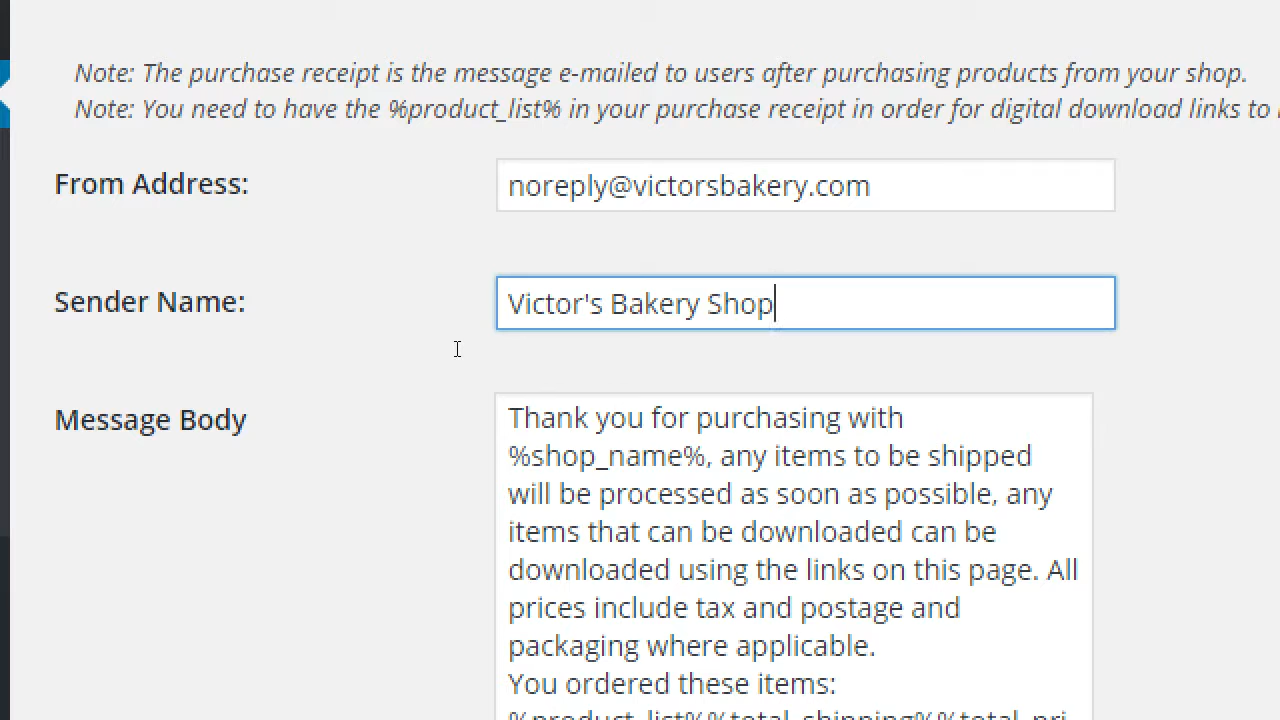 Note: The purchase receipt is the message e-mailed to users after purchasing products from your shop.
Note: You need to have the %product_list% in your purchase receipt in order for digital download links to
From Address:
noreply@victorsbakery.com
Sender Name:
Victor's Bakery Shop
Message Body
Thank you for purchasing with
%shop_name%, any items to be shipped
will be processed as soon as possible, any
items that can be downloaded can be
downloaded using the links on this page. All
prices include tax and postage and
packaging where applicable.
You ordered these items:
%product_list%%total_shipping%%total_pri